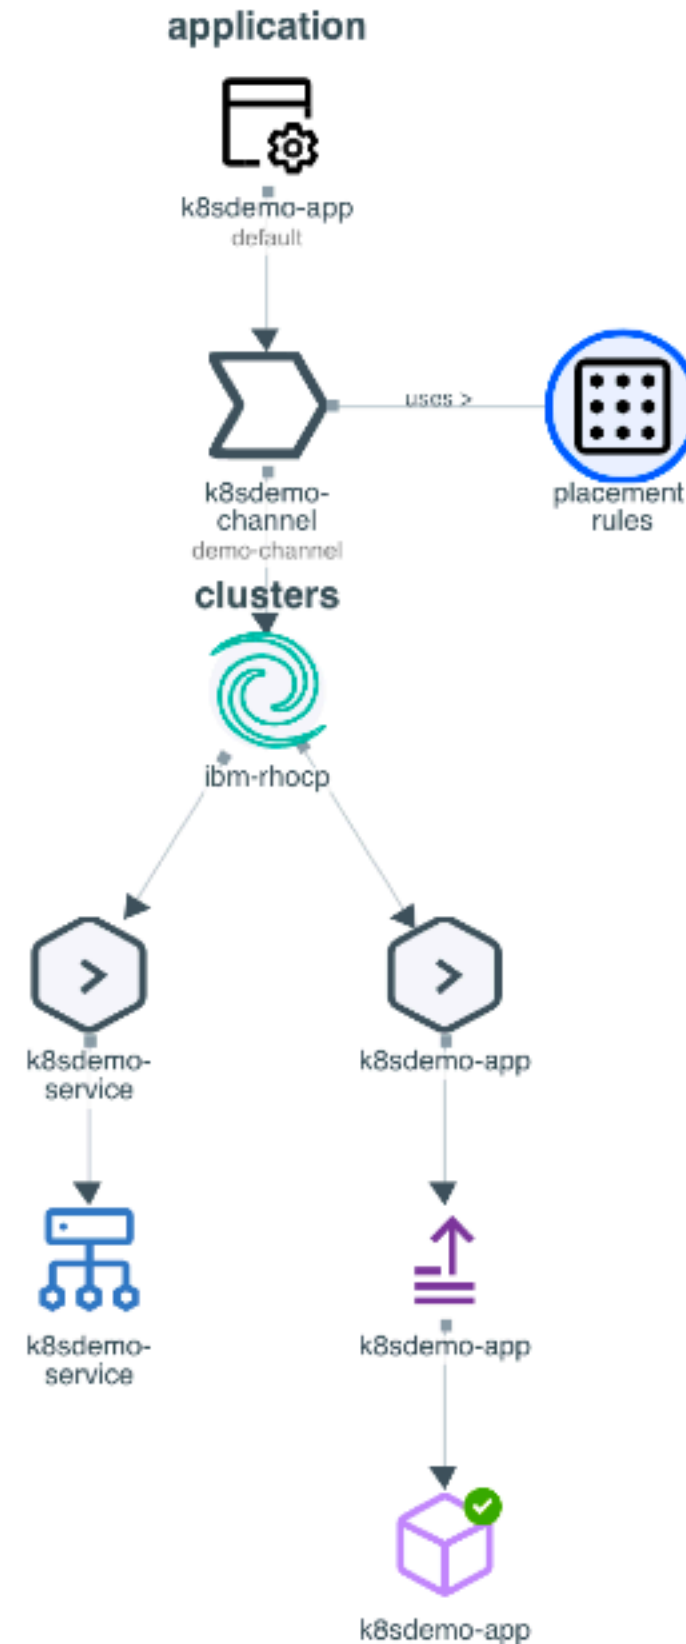 application
k8sdemo-app
default
uses >
k8sdemo-
channel
demo-channel
placement
rules
clusters
ibm-rhocp
k8sdemo-
service
k8sdemo-app
k8sdemo-
service
k8sdemo-app
k8sdemo-app